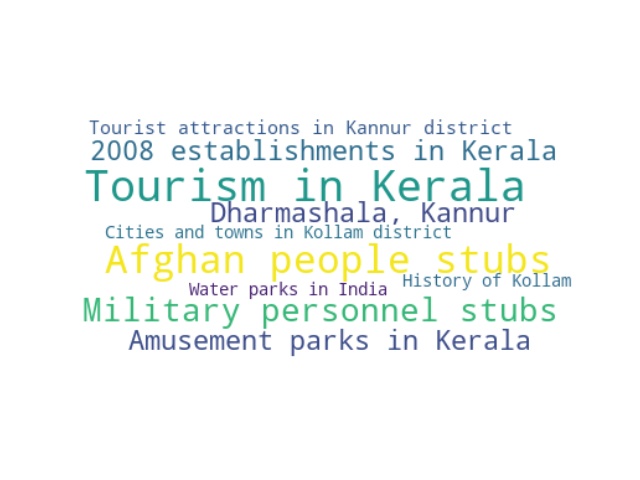 Tourist attractions in Kannur district
2008 establishments in Kerala
Tourism in Kerala
Dharmashala, Kannur
Cities and towns in Kollam district
Afghan people stubs
History of Kollam
Water parks in India
Military personnel stubs
Amusement parks in Kerala